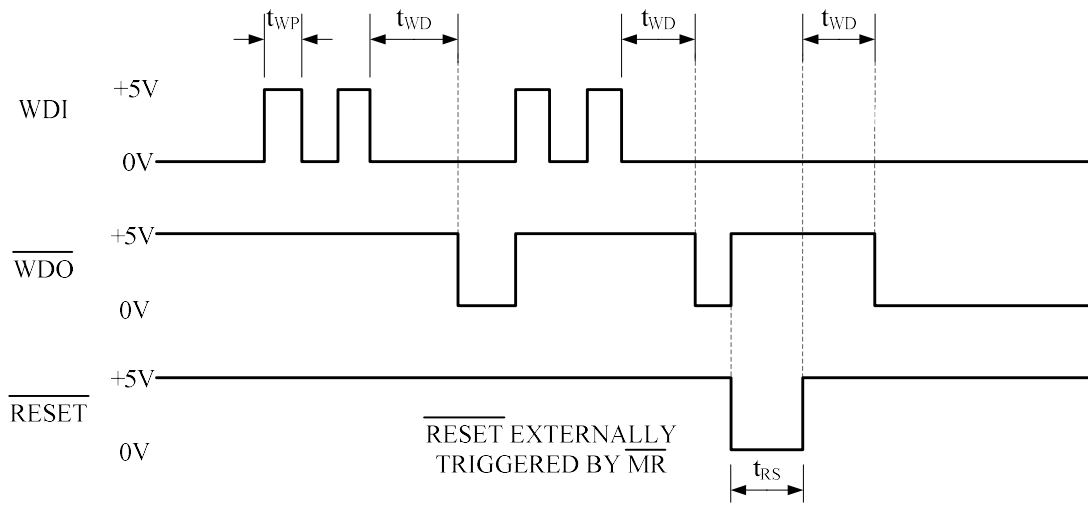 tWP
tWD
tWD
tWD
+5V
WDI
0V
+5V
WDO
0V
+5V
RESET
0V
RESET EXTERNALLY
TRIGGERED BY MR
tRS